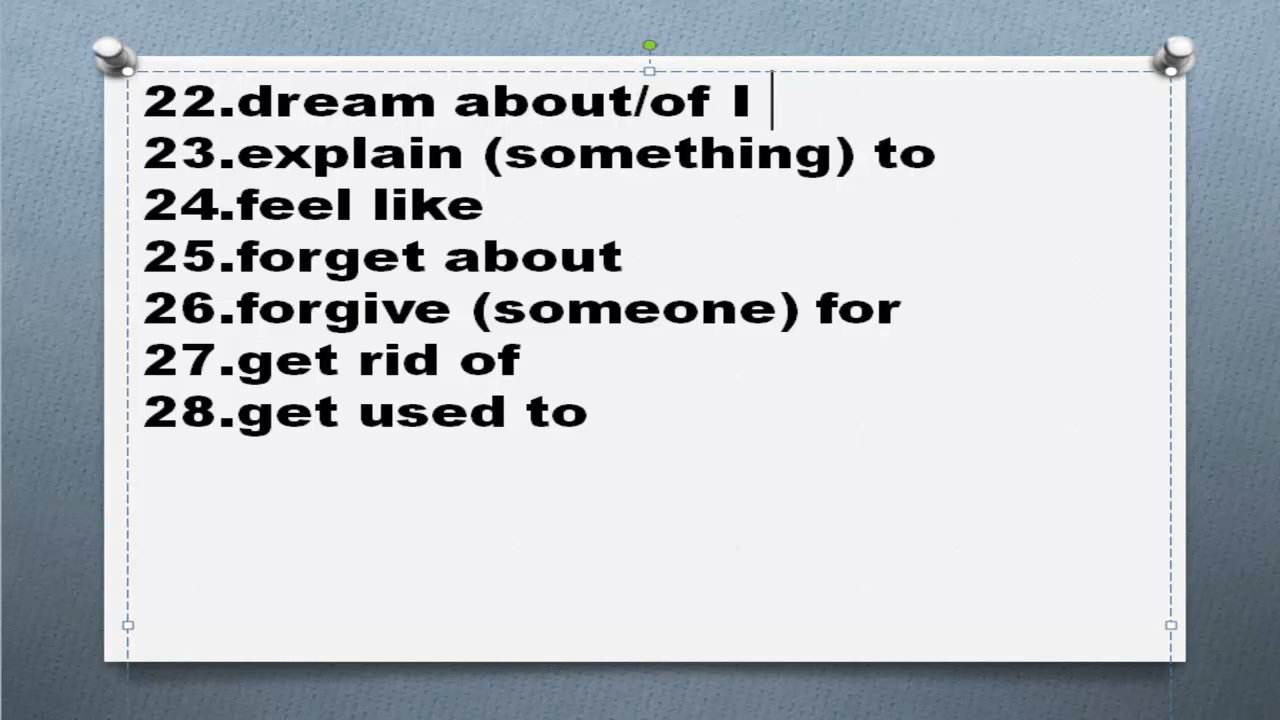 22.dream about/of I
23.explain (something) to
24.feel like
25.forget about
26.forgive (someone) for
27.get rid of
28.get used to